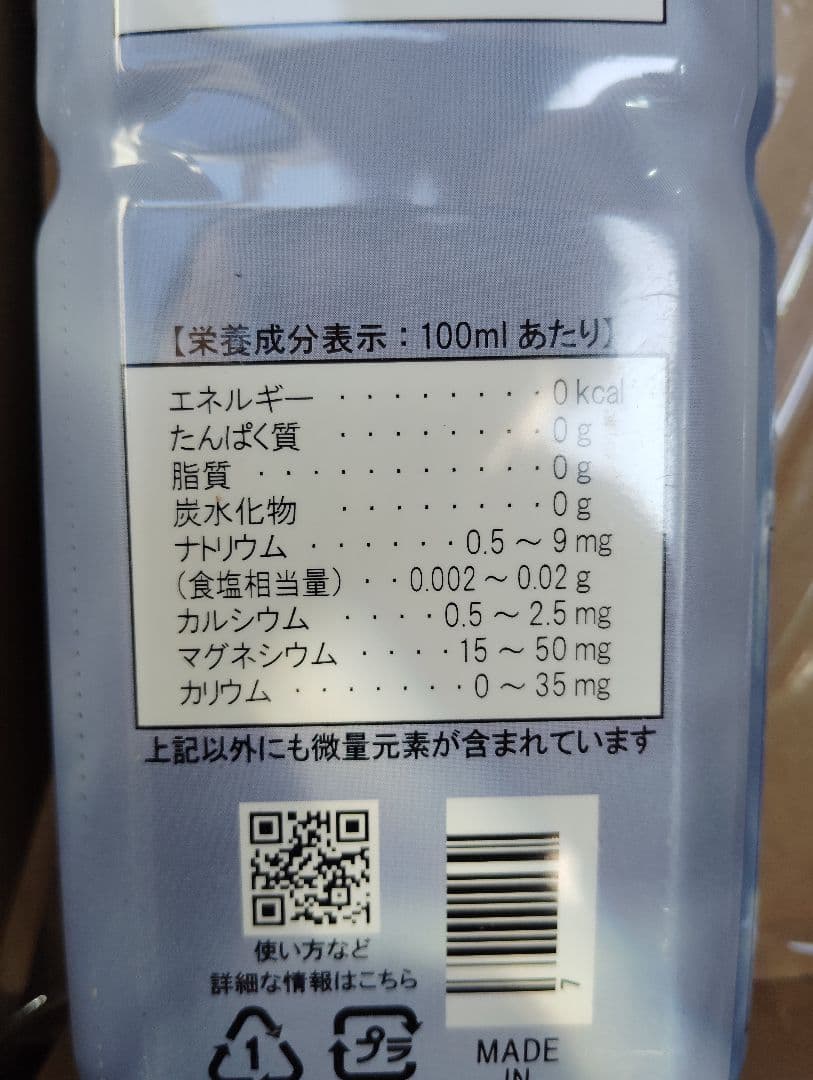 【栄養成分表示：100ml あたり】
エネルギー ・・・・・・・・・0 kcal
たんぱく質 ・・・・・・・・0 g
脂質 ・・・・・・・・・・・0 g
炭水化物 ・・・・・・・・0 g
ナトリウム ・・・・・・0.5 ～ 9 mg
（食塩相当量）・・0.002 ～ 0.02 g
カルシウム ・・・・0.5 ～ 2.5 mg
マグネシウム ・・・・15 ～ 50 mg
カリウム ・・・・・・・0 ～ 35 mg
上記以外にも微量元素が含まれています
使い方など
詳細な情報はこちら
7
1
プラ
MADE
IN